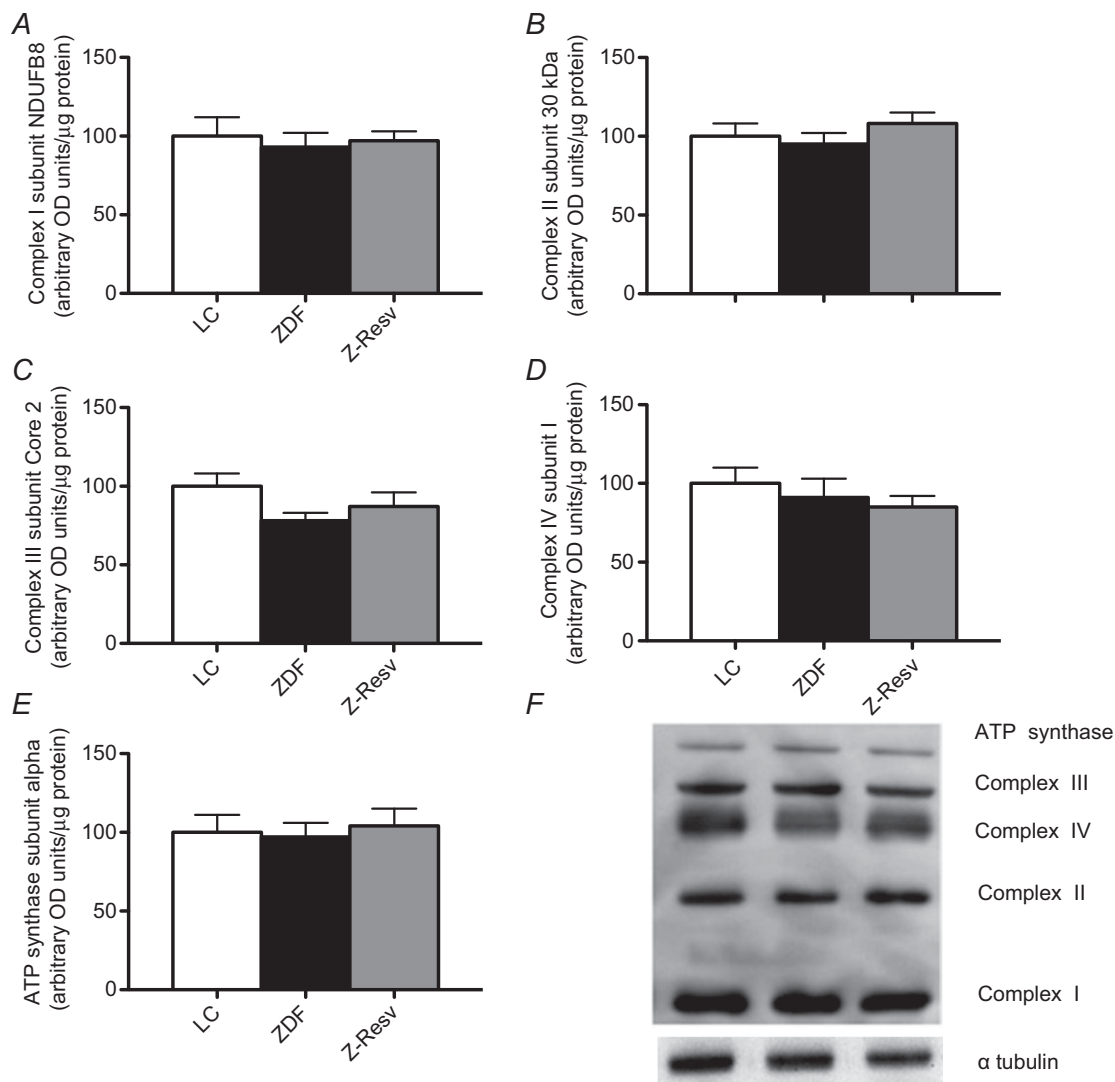 A
Complex I subunit NDUFB8
(arbitrary OD units/μg protein)
150
100
50
0
LC
ZDF
Z-Resv
B
Complex II subunit 30 kDa
(arbitrary OD units/μg protein)
150
100
50
0
C
Complex III subunit Core 2
(arbitrary OD units/μg protein)
150
100
50
0
LC
ZDF
Z-Resv
D
Complex IV subunit I
(arbitrary OD units/μg protein)
150
100
50
0
LC
ZDF
Z-Resv
E
ATP synthase subunit alpha
(arbitrary OD units/μg protein)
150
100
50
0
LC
ZDF
Z-Resv
F
ATP synthase
Complex III
Complex IV
Complex II
Complex I
α tubulin